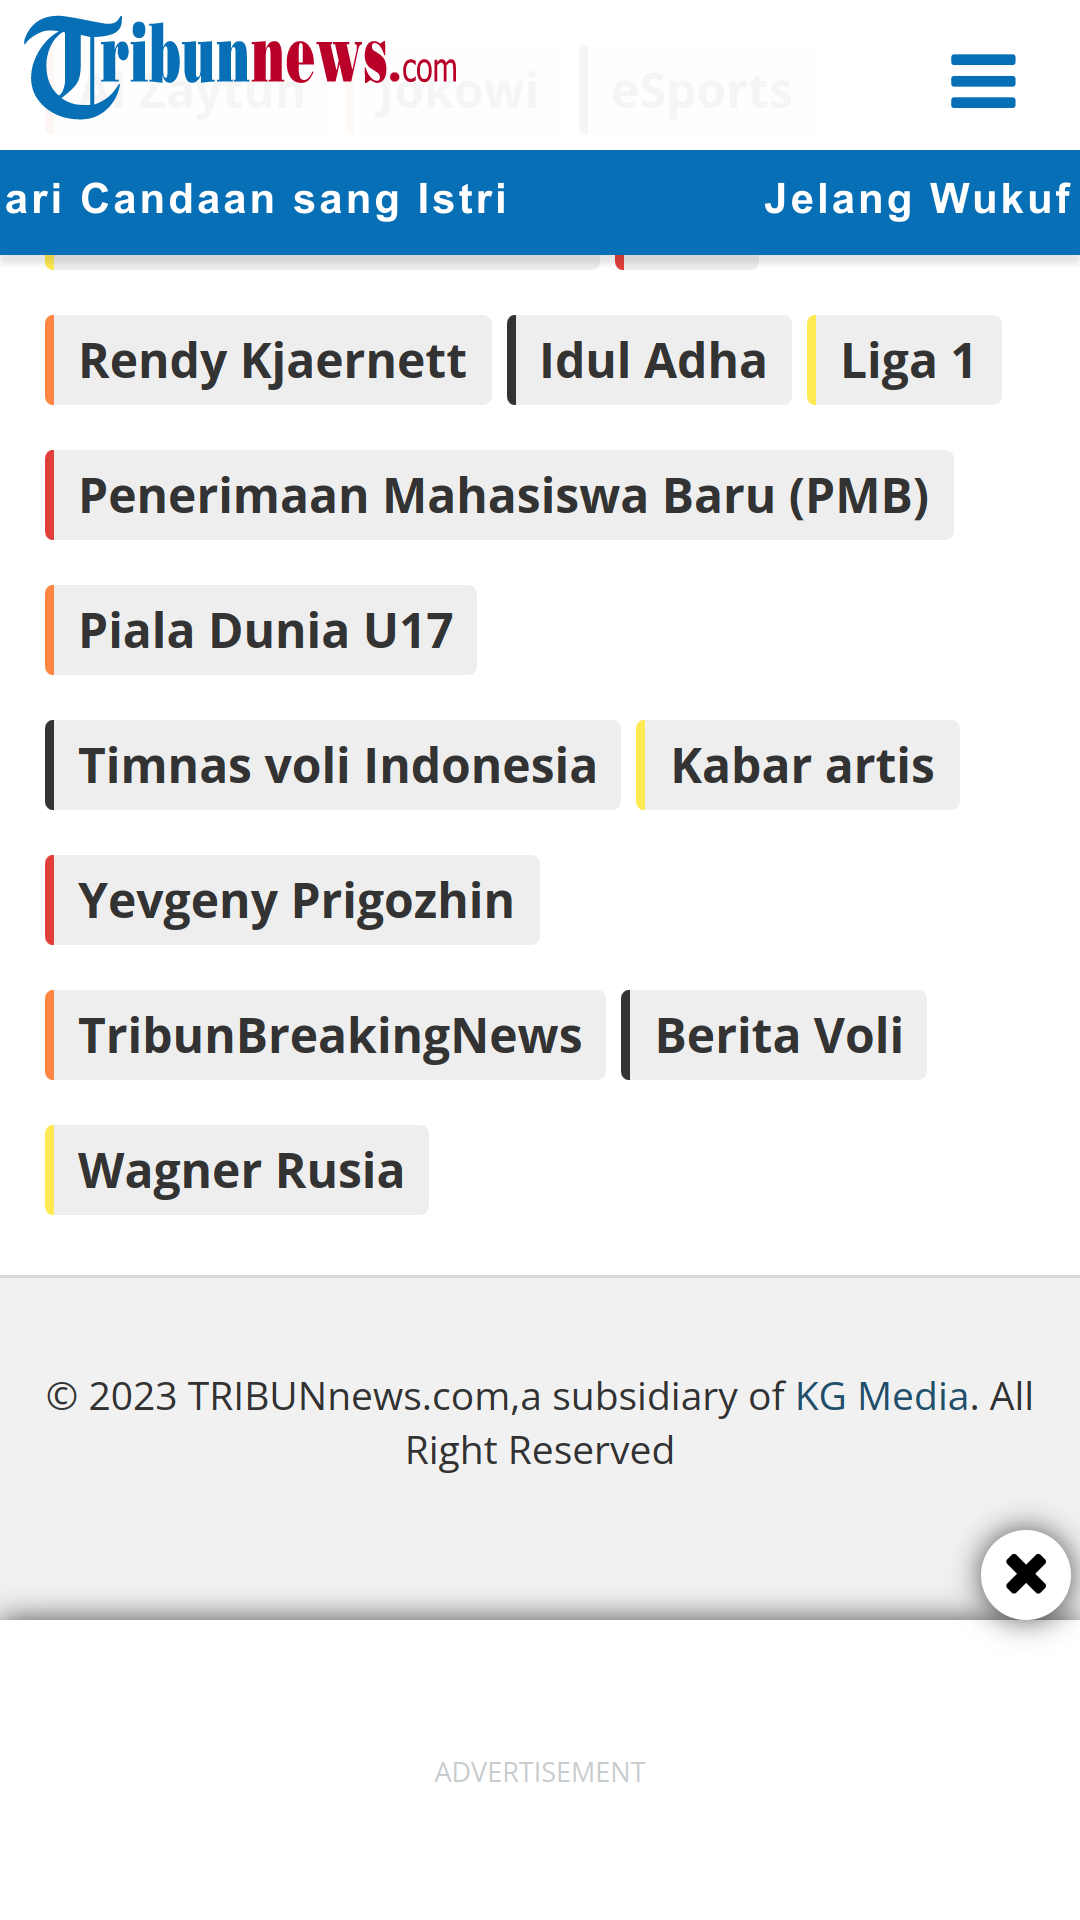 Tribunnews.com
Zaytun Jokowi eSports
ari Candaan sang Istri Jelang Wukuf
Rendy Kjaernett Idul Adha Liga 1
Penerimaan Mahasiswa Baru (PMB)
Piala Dunia U17
Timnas voli Indonesia Kabar artis
Yevgeny Prigozhin
TribunBreakingNews Berita Voli
Wagner Rusia
© 2023 TRIBUNnews.com,a subsidiary of KG Media. All
Right Reserved
ADVERTISEMENT